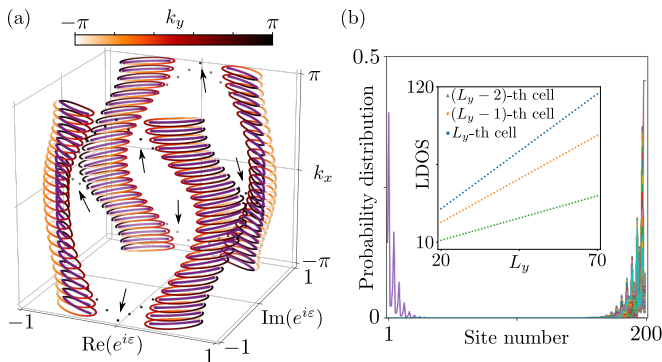 (a)
k_y
−π
π
π
k_x
−π
1
Im(e^{iε})
−1
−1
Re(e^{iε})
1
(b)
0.5
Probability distribution
0
120
(L_y − 2)-th cell
(L_y − 1)-th cell
L_y-th cell
LDOS
10
20
L_y
70
1
Site number
200